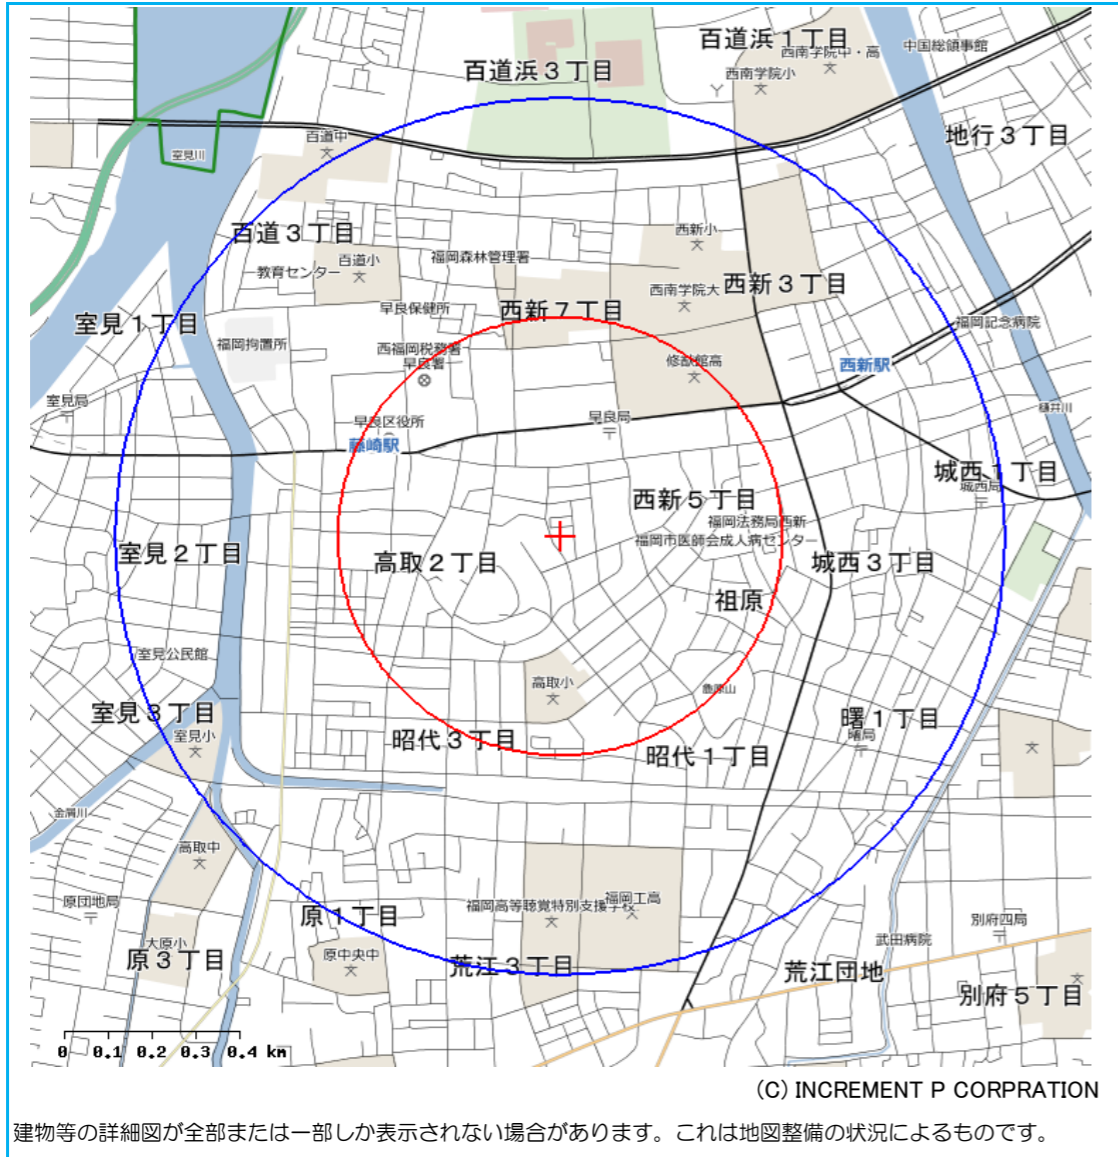 百道浜１丁目
西南学院中・高
中国総領事館
百道浜３丁目
西南学院小
地行３丁目
百道中
室見川
百道３丁目
西新小
福岡森林管理署
百道小
教育センター
西新３丁目
西南学院大
早良保健所
西新７丁目
室見１丁目
福岡記念病院
福岡拘置所
西福岡税務署
早良署
修猷館高
西新駅
室見局
樋井川
早良区役所
早良局
藤崎駅
城西１丁目
城西局
西新５丁目
福岡法務局西新
福岡市医師会成人病センター
室見２丁目
高取２丁目
城西３丁目
祖原
室見公民館
高取小
室見３丁目
曙１丁目
室見小
昭代３丁目
曙局
昭代１丁目
金屑川
高取中
原団地局
福岡高等聴覚特別支援学校
福岡工高
原１丁目
別府四局
大原小
武田病院
原３丁目
原中央中
荒江３丁目
荒江団地
別府５丁目
0 0.1 0.2 0.3 0.4 km
(C) INCREMENT P CORPRATION
建物等の詳細図が全部または一部しか表示されない場合があります。これは地図整備の状況によるものです。